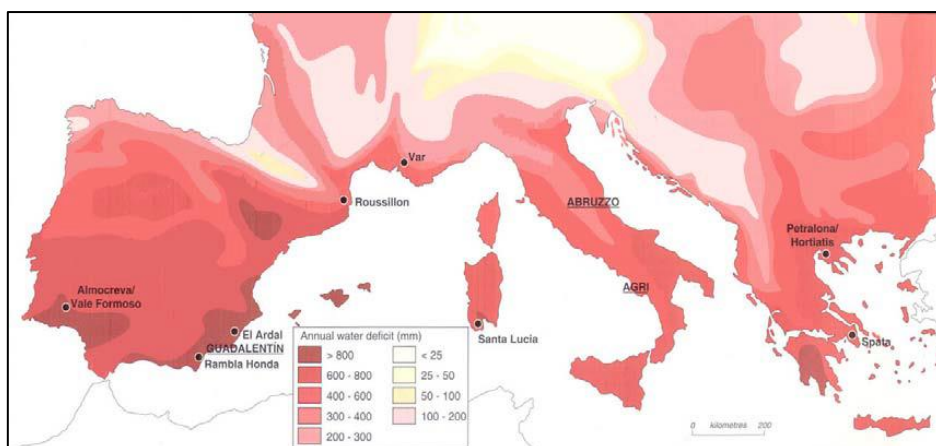 Var
Roussillon
ABRUZZO
Petralona/
Hortiatis
AGRI
Almocreva/
Vale Formoso
El Ardal
GUADALENTÍN
Rambla Honda
Santa Lucia
Spata
Annual water deficit (mm)
> 800
600 - 800
400 - 600
300 - 400
200 - 300
< 25
25 - 50
50 - 100
100 - 200
0 kilometres 200